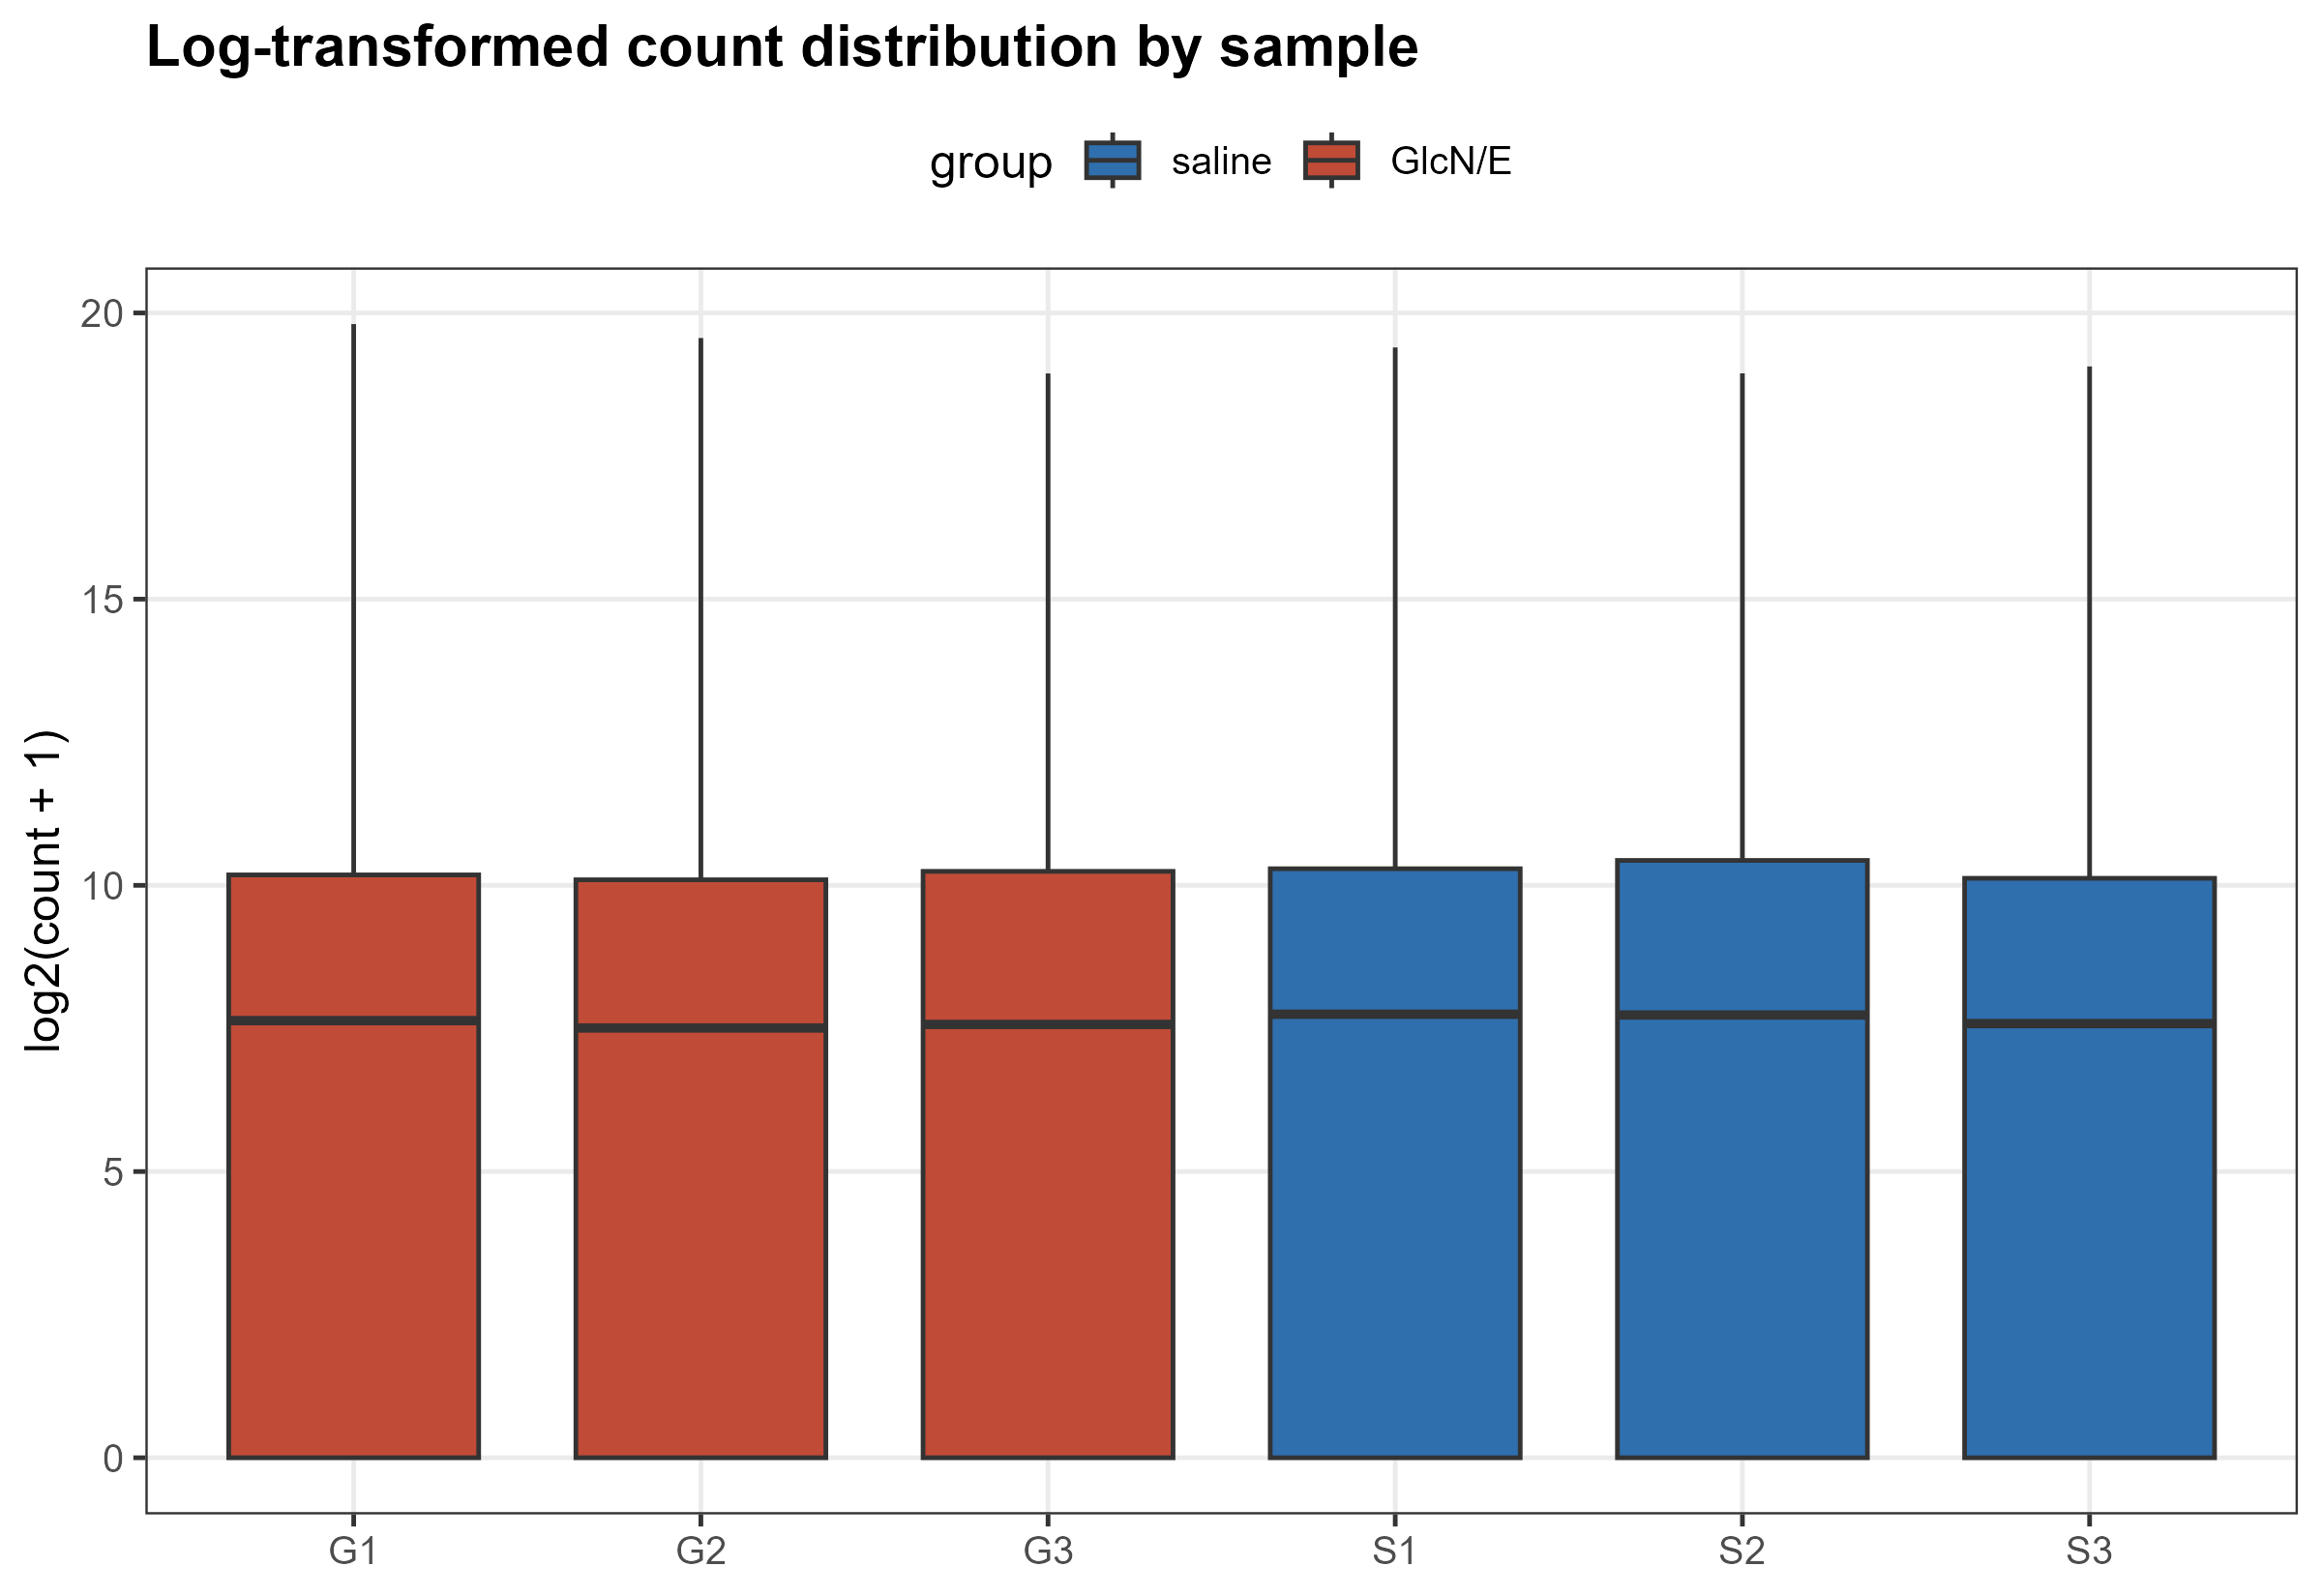 Log-transformed count distribution by sample
group saline GlcN/E
20
15
10
5
0
log2(count + 1)
G1 G2 G3 S1 S2 S3